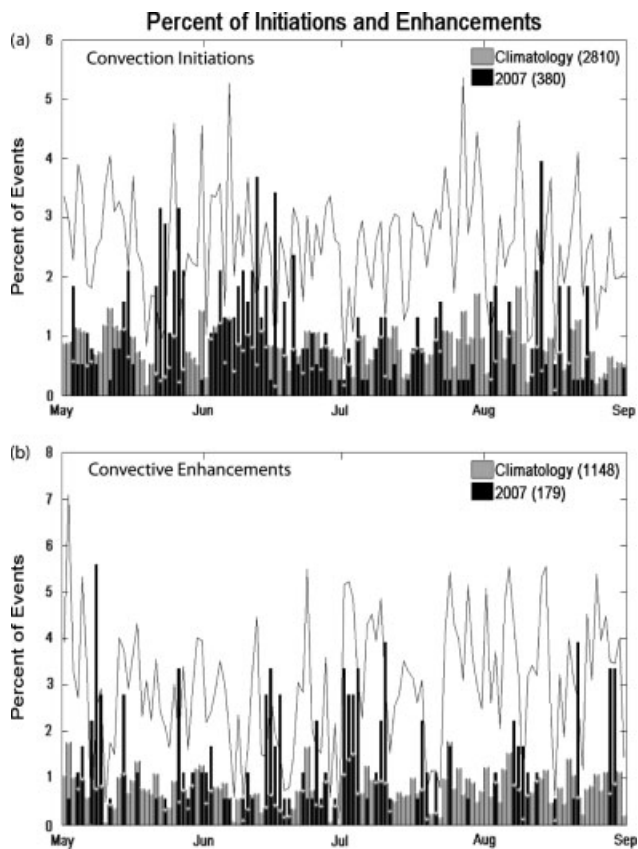 Percent of Initiations and Enhancements
(a)
6
Convection Initiations
Climatology (2810)
2007 (380)
5
4
3
2
1
0
Percent of Events
May
Jun
Jul
Aug
Sep
(b)
8
Convective Enhancements
Climatology (1148)
2007 (179)
7
6
5
4
3
2
1
0
Percent of Events
May
Jun
Jul
Aug
Sep